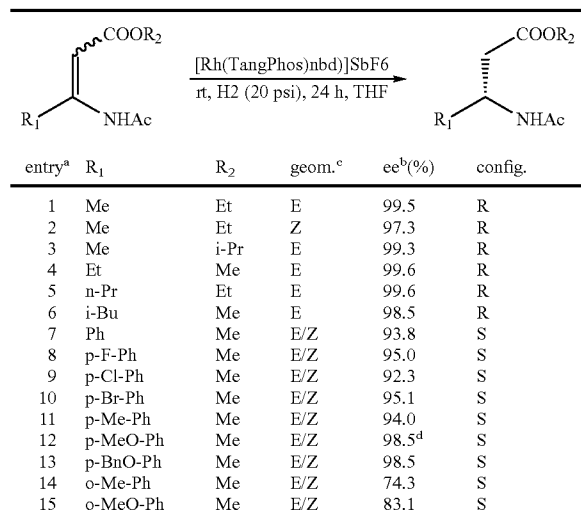 COOR2
COOR2
[Rh(TangPhos)nbd)]SbF6
rt, H2 (20 psi), 24 h, THF
R1 NHAc
R1 NHAc
entrya R1 R2 geom.c eeb(%) config.
1 Me Et E 99.5 R
2 Me Et Z 97.3 R
3 Me i-Pr E 99.3 R
4 Et Me E 99.6 R
5 n-Pr Et E 99.6 R
6 i-Bu Me E 98.5 R
7 Ph Me E/Z 93.8 S
8 p-F-Ph Me E/Z 95.0 S
9 p-Cl-Ph Me E/Z 92.3 S
10 p-Br-Ph Me E/Z 95.1 S
11 p-Me-Ph Me E/Z 94.0 S
12 p-MeO-Ph Me E/Z 98.5d S
13 p-BnO-Ph Me E/Z 98.5 S
14 o-Me-Ph Me E/Z 74.3 S
15 o-MeO-Ph Me E/Z 83.1 S